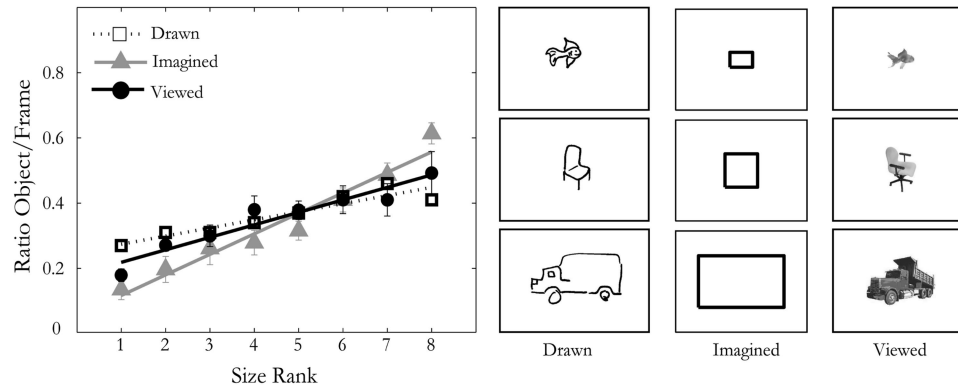 Ratio Object/Frame
0.8
0.6
0.4
0.2
0
Drawn
Imagined
Viewed
1 2 3 4 5 6 7 8
Size Rank
Drawn Imagined Viewed